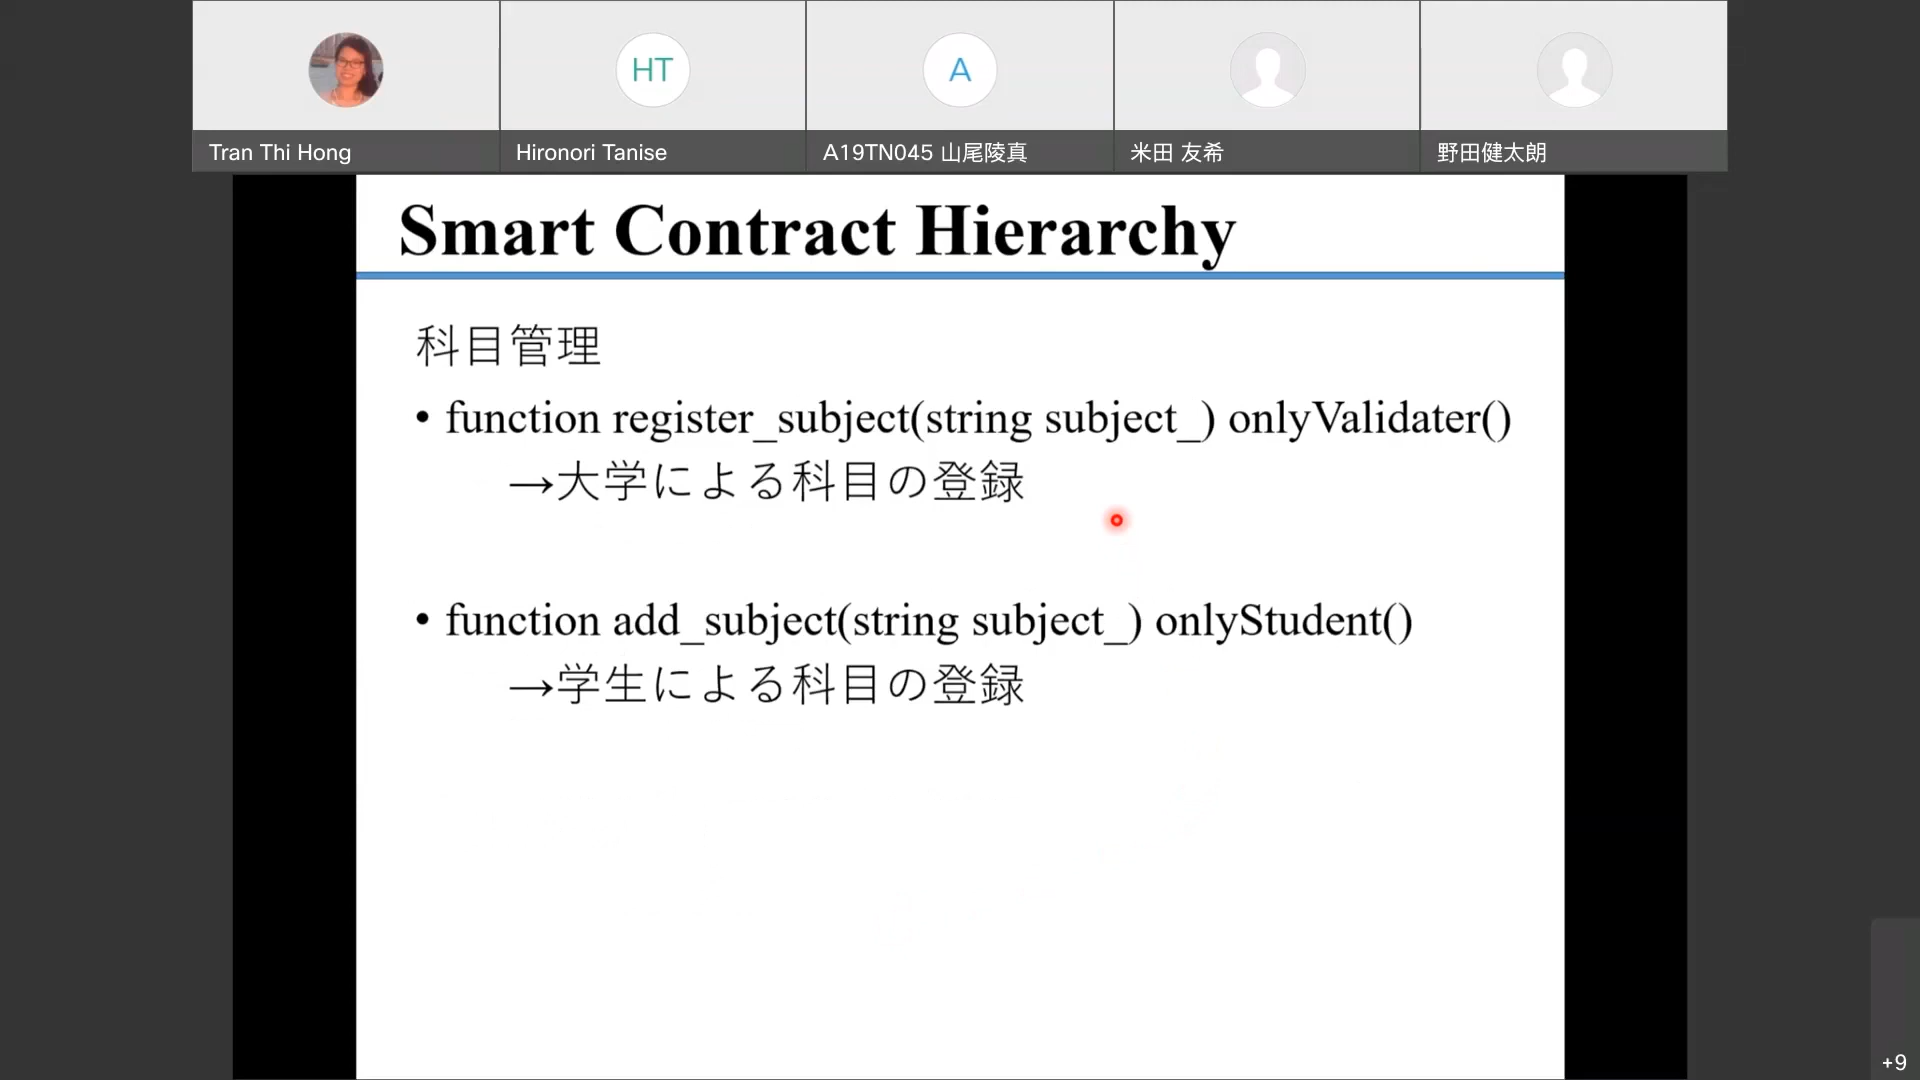 HT
A
Tran Thi Hong
Hironori Tanise
A19TN045 山尾陵真
米田 友希
野田健太朗
Smart Contract Hierarchy
科目管理
• function register_subject(string subject_) onlyValidater()
→大学による科目の登録
• function add_subject(string subject_) onlyStudent()
→学生による科目の登録
+9